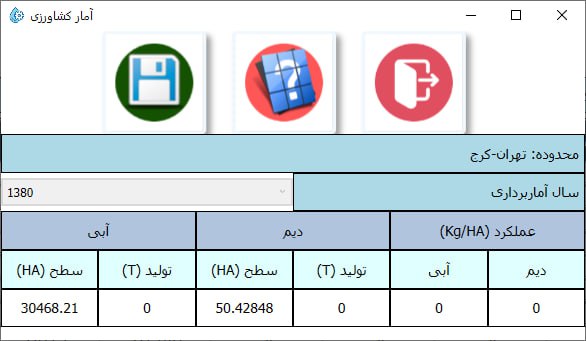 آمار کشاورزی
محدوده: تهران-کرج
سال آماربرداری
1380
عملکرد (Kg/HA) دیم آبی
دیم آبی تولید (T) سطح (HA) تولید (T) سطح (HA)
0 0 0 50.42848 0 30468.21